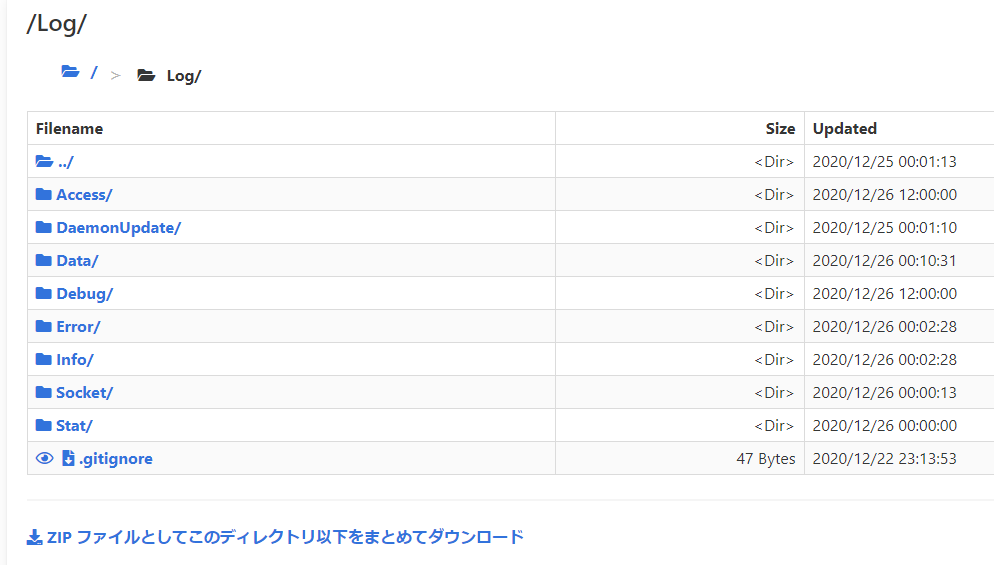 /Log/
/ > Log/
Filename Size Updated
../ <Dir> 2020/12/25 00:01:13
Access/ <Dir> 2020/12/26 12:00:00
DaemonUpdate/ <Dir> 2020/12/25 00:01:10
Data/ <Dir> 2020/12/26 00:10:31
Debug/ <Dir> 2020/12/26 12:00:00
Error/ <Dir> 2020/12/26 00:02:28
Info/ <Dir> 2020/12/26 00:02:28
Socket/ <Dir> 2020/12/26 00:00:13
Stat/ <Dir> 2020/12/26 00:00:00
.gitignore 47 Bytes 2020/12/22 23:13:53
ZIP ファイルとしてこのディレクトリ以下をまとめてダウンロード